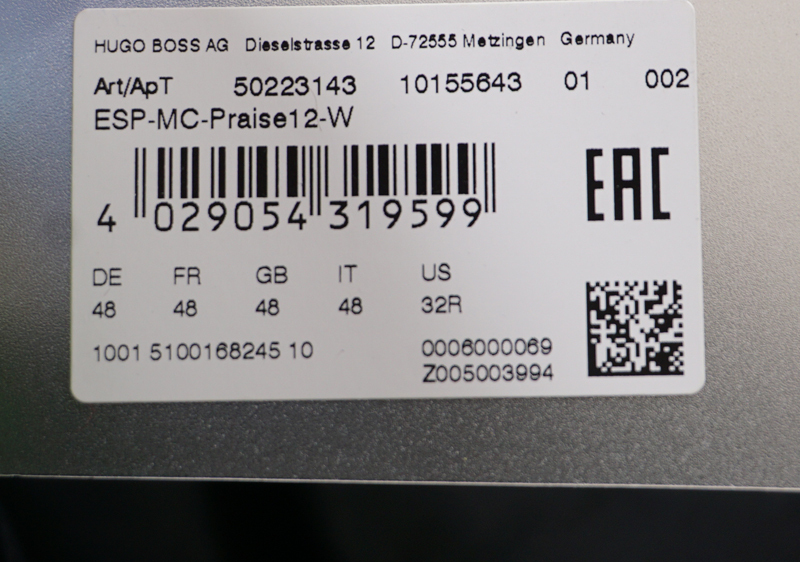 HUGO BOSS AG Dieselstrasse 12 D-72555 Metzingen Germany
Art/ApT 50223143 10155643 01 002
ESP-MC-Praise12-W
4 029054 319599
EAC
DE FR GB IT US
48 48 48 48 32R
1001 5100168245 10 0006000069
Z005003994